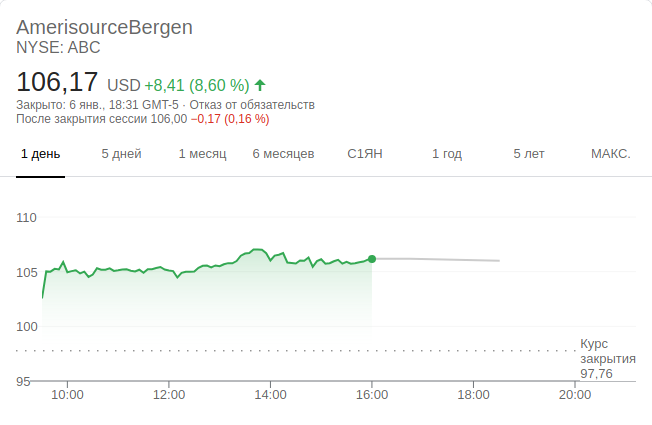 AmerisourceBergen
NYSE: ABC
106,17 USD +8,41 (8,60 %)
Закрыто: 6 янв., 18:31 GMT-5 · Отказ от обязательств
После закрытия сессии 106,00 −0,17 (0,16 %)
1 день 5 дней 1 месяц 6 месяцев С1ЯН 1 год 5 лет МАКС.
110
105
100
Курс
закрытия
97,76
95
10:00 12:00 14:00 16:00 18:00 20:00